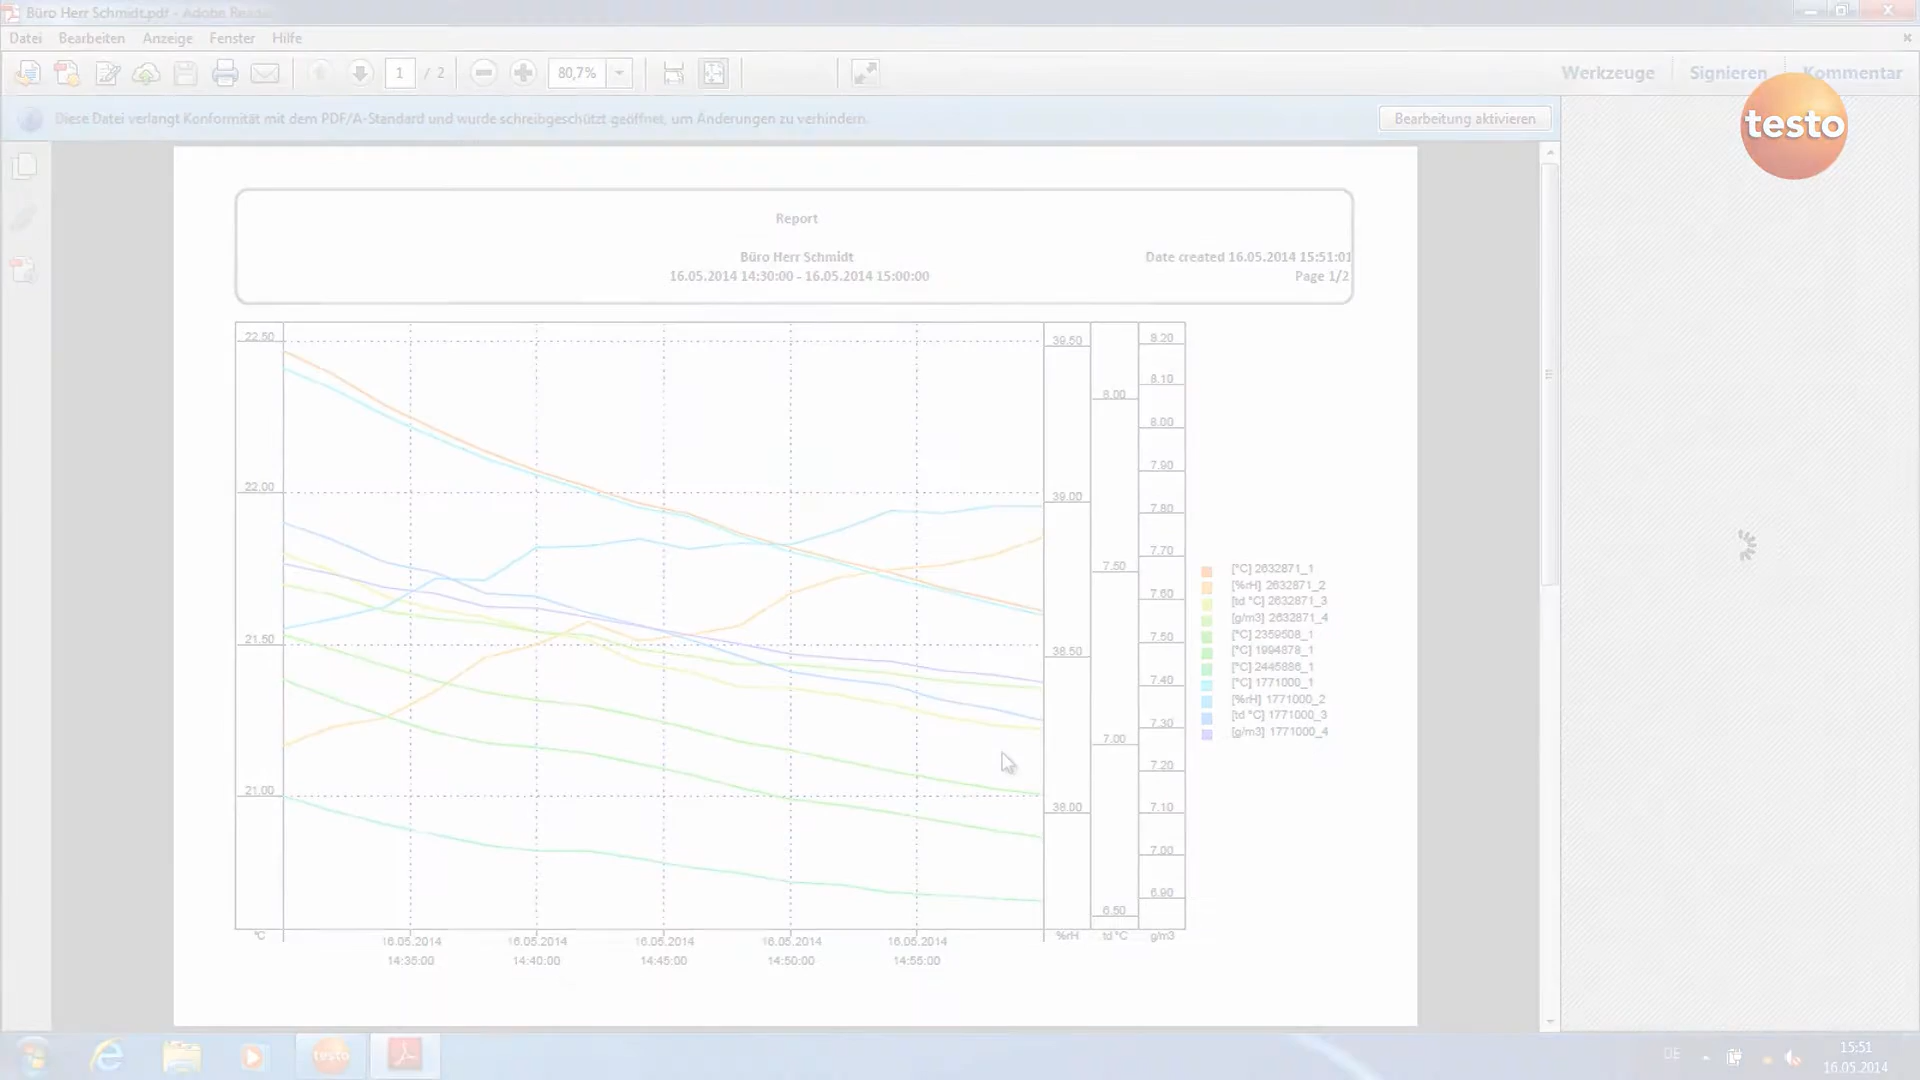 Büro Herr Schmidt.pdf - Adobe Reader
Datei Bearbeiten Anzeige Fenster Hilfe
1 / 2 80,7% Werkzeuge Signieren Kommentar
Diese Datei verlangt Konformität mit dem PDF/A-Standard und wurde schreibgeschützt geöffnet, um Änderungen zu verhindern. Bearbeitung aktivieren
testo
Report
Büro Herr Schmidt Date created 16.05.2014 15:51:01
16.05.2014 14:30:00 - 16.05.2014 15:00:00 Page 1/2
22.50
22.00
21.50
21.00
°C
39.50
39.00
38.50
38.00
%rH
8.00
7.50
7.00
6.50
td °C
8.20
8.10
8.00
7.90
7.80
7.70
7.60
7.50
7.40
7.30
7.20
7.10
7.00
6.90
g/m3
16.05.2014 16.05.2014 16.05.2014 16.05.2014 16.05.2014
14:35:00 14:40:00 14:45:00 14:50:00 14:55:00
[°C] 2632871_1
[%rH] 2632871_2
[td °C] 2632871_3
[g/m3] 2632871_4
[°C] 2359508_1
[°C] 1994878_1
[°C] 2445886_1
[°C] 1771000_1
[%rH] 1771000_2
[td °C] 1771000_3
[g/m3] 1771000_4
testo
DE
15:51
16.05.2014